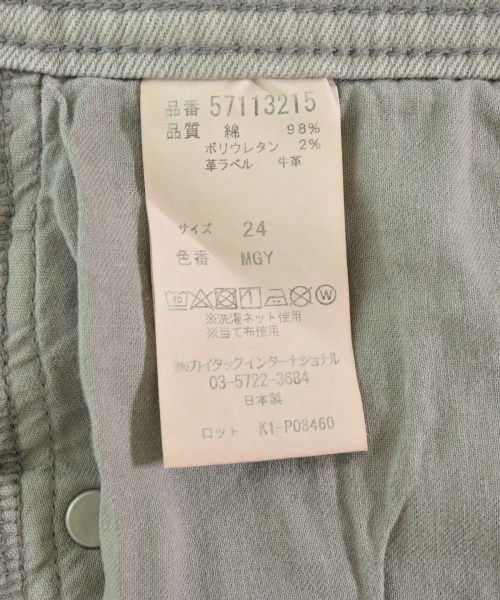 品番 57113215
品質 綿 98%
ポリウレタン 2%
革ラベル 牛革
サイズ 24
色番 MGY
※洗濯ネット使用
※当て布使用
㈱カイタックインターナショナル
03-5722-3684
日本製
ロット K1-P08460